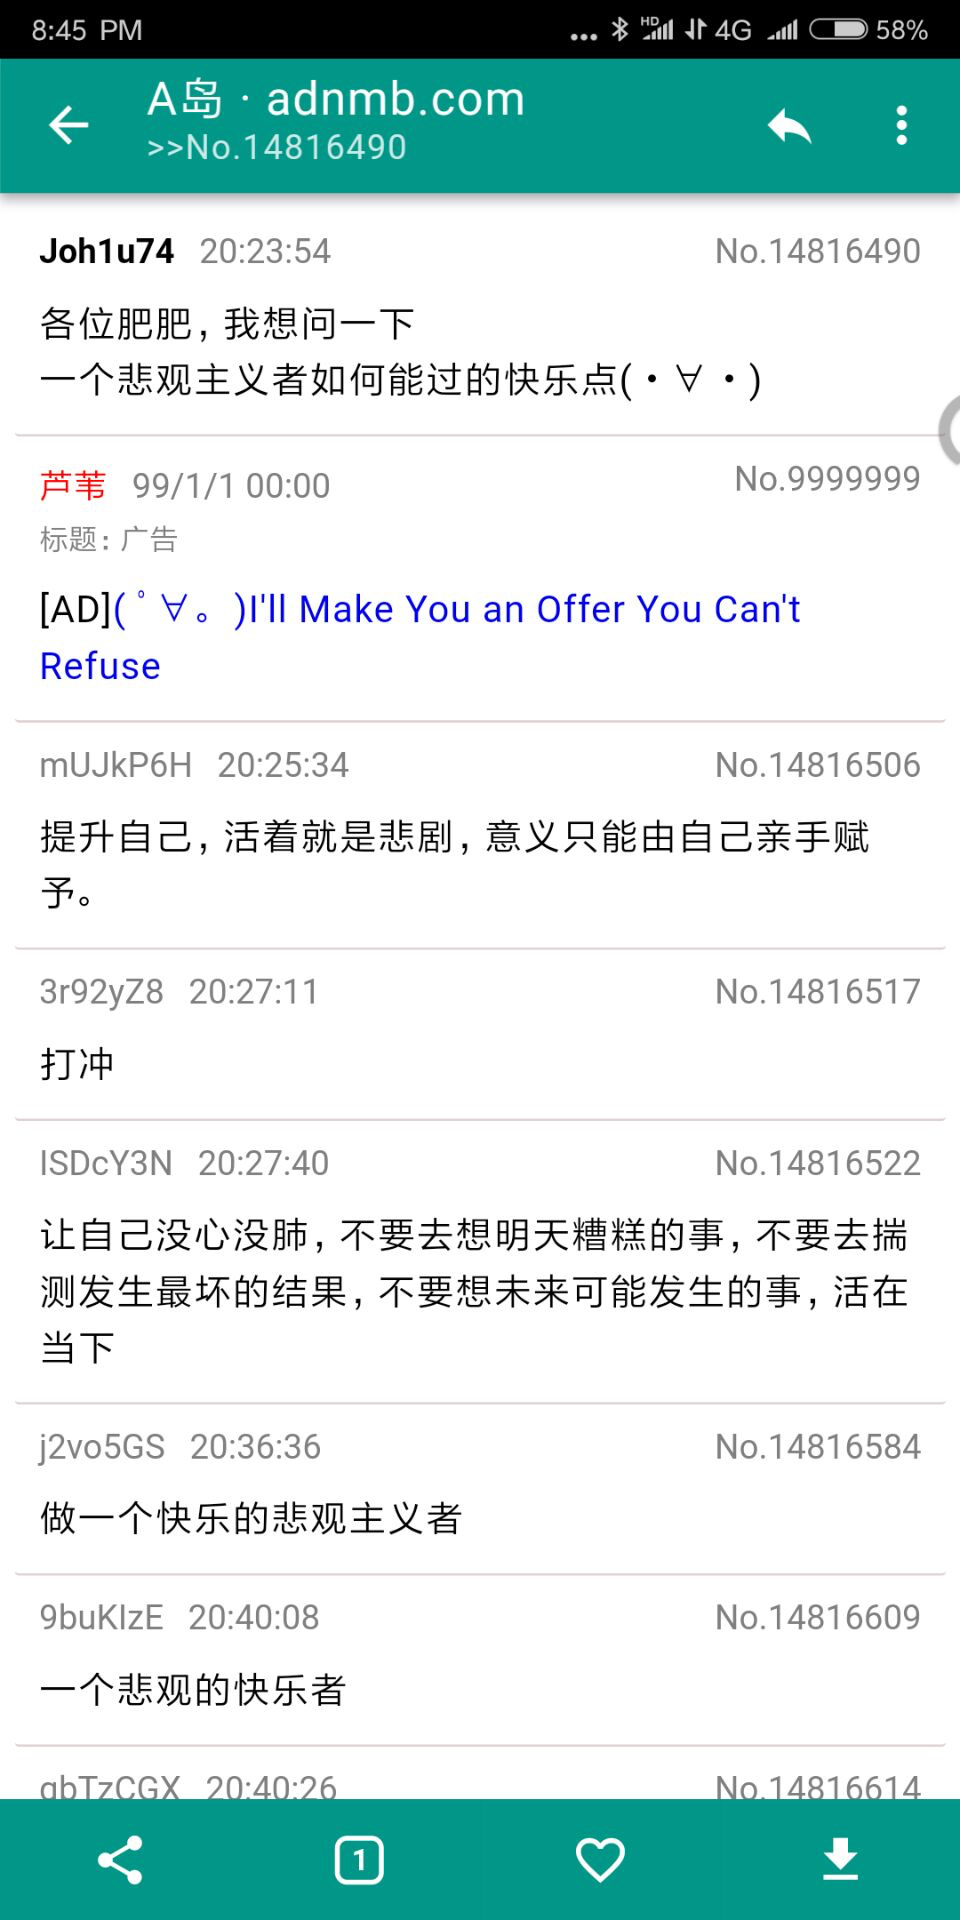 8:45 PM
HD 4G 58%
A岛 · adnmb.com
>>No.14816490
Joh1u74 20:23:54 No.14816490
各位肥肥，我想问一下
一个悲观主义者如何能过的快乐点(・∀・)
芦苇 99/1/1 00:00 No.9999999
标题：广告
[AD](ﾟ∀。)I'll Make You an Offer You Can't
Refuse
mUJkP6H 20:25:34 No.14816506
提升自己，活着就是悲剧，意义只能由自己亲手赋
予。
3r92yZ8 20:27:11 No.14816517
打冲
ISDcY3N 20:27:40 No.14816522
让自己没心没肺，不要去想明天糟糕的事，不要去揣
测发生最坏的结果，不要想未来可能发生的事，活在
当下
j2vo5GS 20:36:36 No.14816584
做一个快乐的悲观主义者
9buKIzE 20:40:08 No.14816609
一个悲观的快乐者
gbTzCGX 20:40:26 No.14816614
1